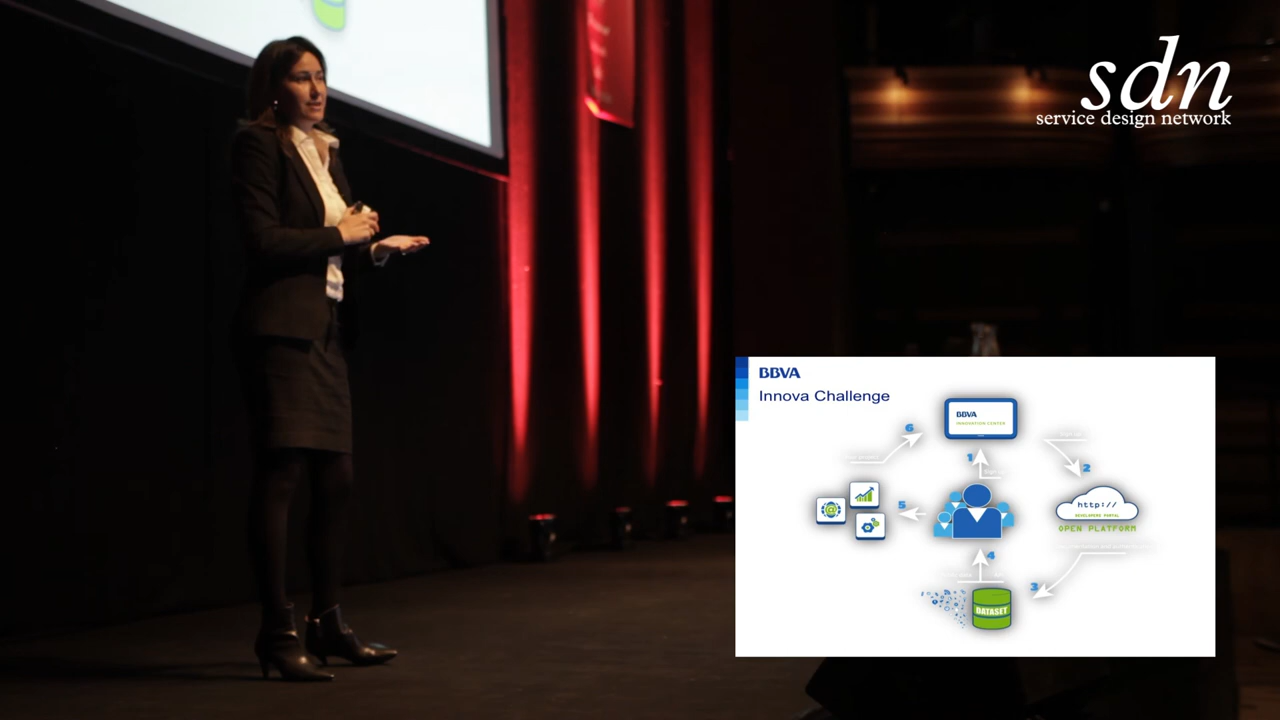 sdn
service design network
BBVA
Innova Challenge
BBVA
INNOVATION CENTER
6
1
2
http://
DEVELOPERS PORTAL
OPEN PLATFORM
5
4
3
DATASET